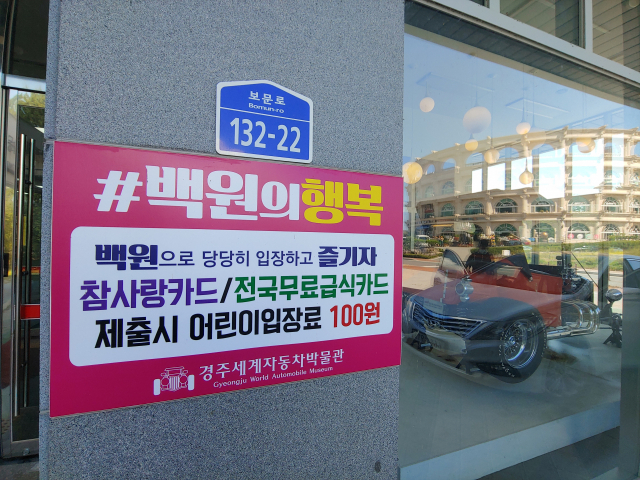 보문로
Bomun-ro
132-22
#백원의행복
백원으로 당당히 입장하고 즐기자
참사랑카드/전국무료급식카드
제출시 어린이입장료 100원
경주세계자동차박물관
Gyeongju World Automobile Museum